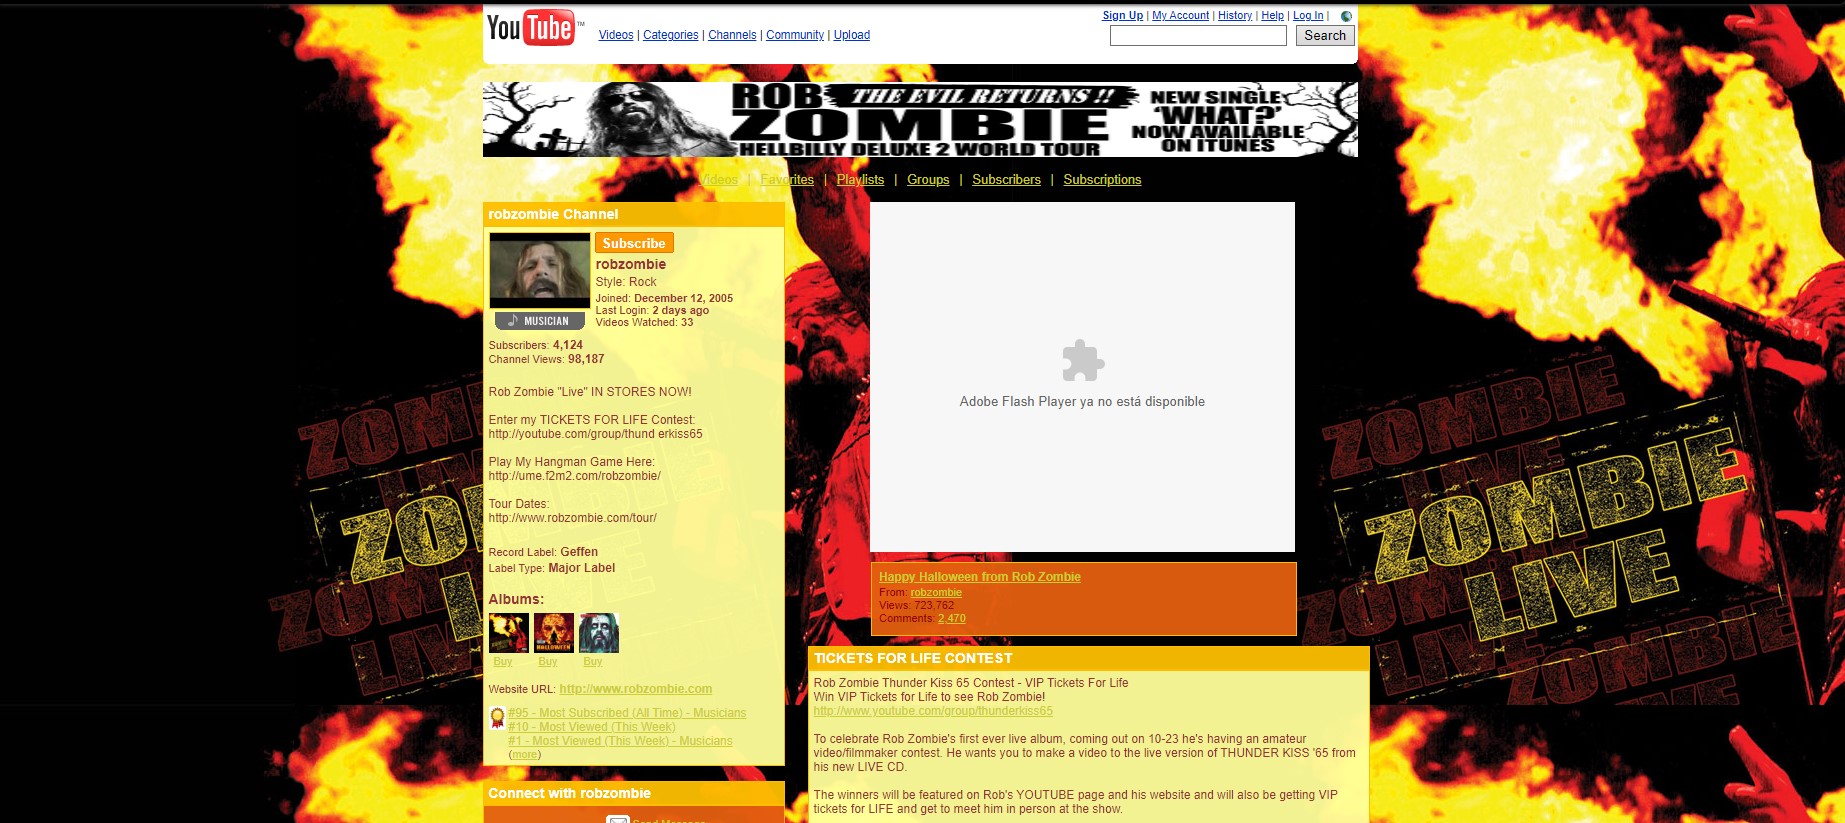 YouTube™
Sign Up | My Account | History | Help | Log In |
Videos | Categories | Channels | Community | Upload
Search
ROB ZOMBIE
THE EVIL RETURNS!!
HELLBILLY DELUXE 2 WORLD TOUR
NEW SINGLE
'WHAT?'
NOW AVAILABLE
ON ITUNES
Videos | Favorites | Playlists | Groups | Subscribers | Subscriptions
robzombie Channel
Subscribe
robzombie
Style: Rock
Joined: December 12, 2005
Last Login: 2 days ago
Videos Watched: 33
MUSICIAN
Subscribers: 4,124
Channel Views: 98,187
Rob Zombie "Live" IN STORES NOW!
Enter my TICKETS FOR LIFE Contest:
http://youtube.com/group/thund erkiss65
Play My Hangman Game Here:
http://ume.f2m2.com/robzombie/
Tour Dates:
http://www.robzombie.com/tour/
Record Label: Geffen
Label Type: Major Label
Albums:
Buy Buy Buy
Website URL: http://www.robzombie.com
#95 - Most Subscribed (All Time) - Musicians
#10 - Most Viewed (This Week)
#1 - Most Viewed (This Week) - Musicians
(more)
Connect with robzombie
Send Message
Adobe Flash Player ya no está disponible
Happy Halloween from Rob Zombie
From: robzombie
Views: 723,762
Comments: 2,470
TICKETS FOR LIFE CONTEST
Rob Zombie Thunder Kiss 65 Contest - VIP Tickets For Life
Win VIP Tickets for Life to see Rob Zombie!
http://www.youtube.com/group/thunderkiss65
To celebrate Rob Zombie's first ever live album, coming out on 10-23 he's having an amateur
video/filmmaker contest. He wants you to make a video to the live version of THUNDER KISS '65 from
his new LIVE CD.
The winners will be featured on Rob's YOUTUBE page and his website and will also be getting VIP
tickets for LIFE and get to meet him in person at the show.
ZOMBIE
LIVE
ZOMBIE
LIVE
ZOMBIE
LIVE